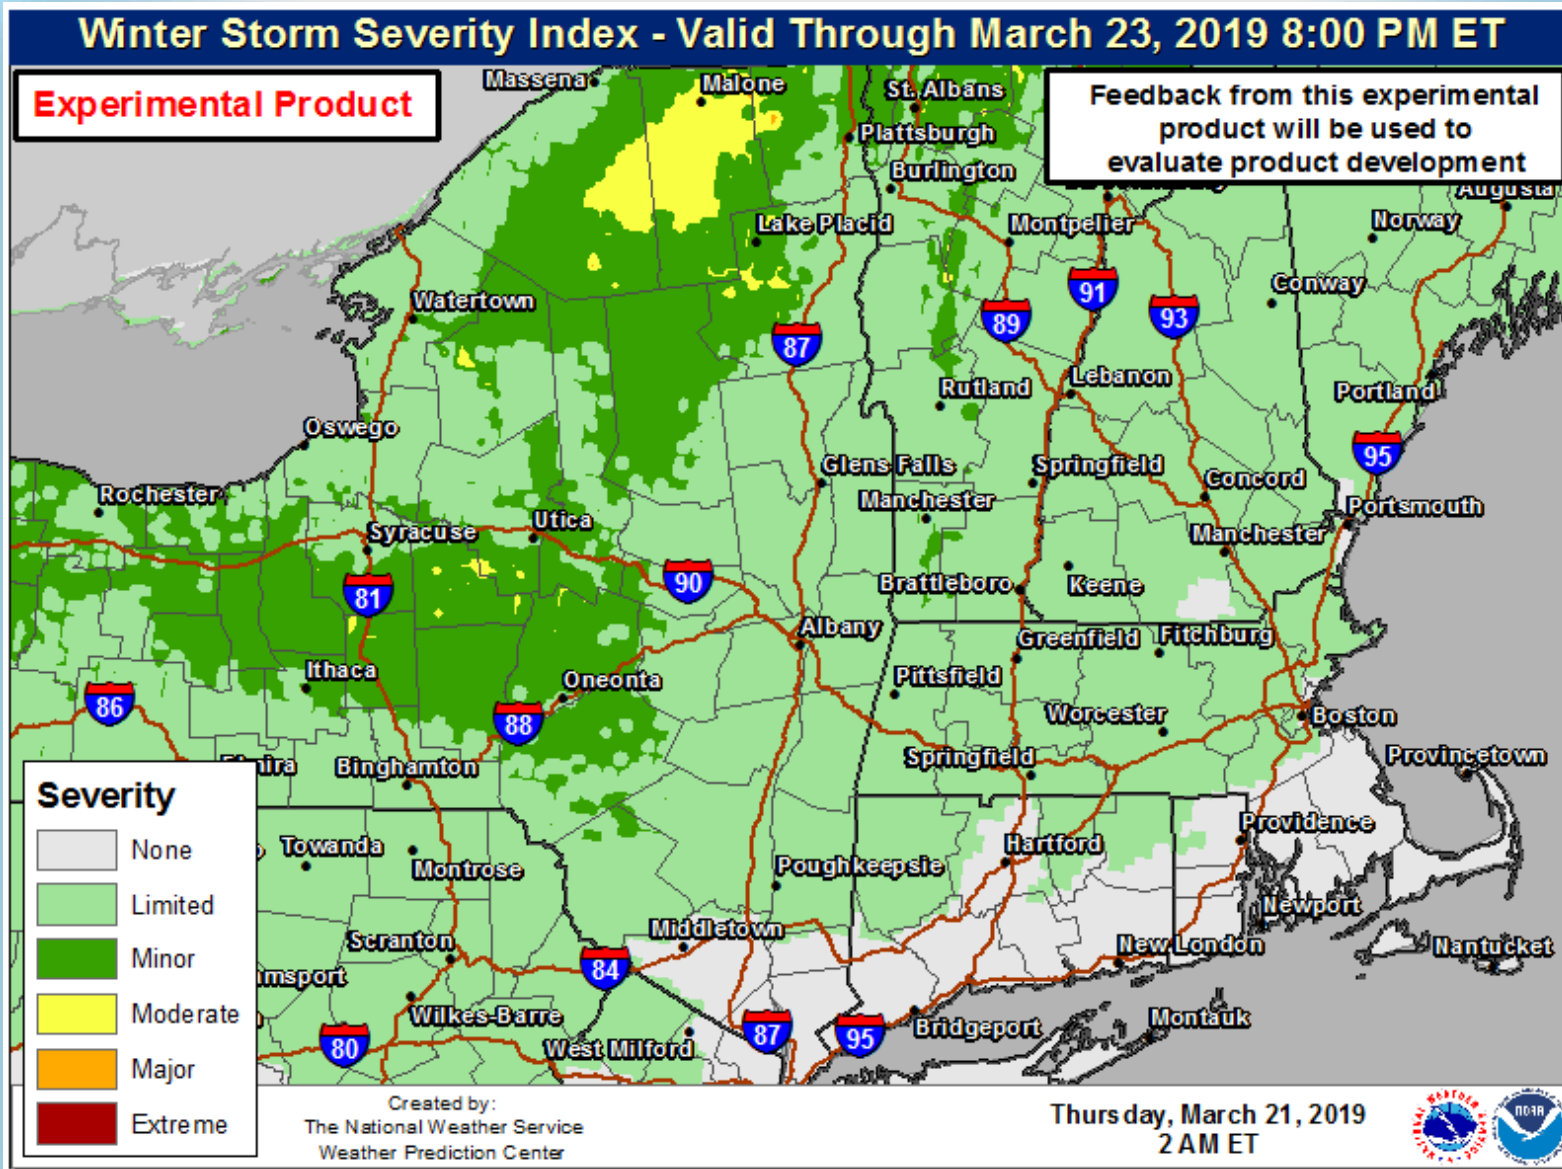 Winter Storm Severity Index - Valid Through March 23, 2019 8:00 PM ET
Experimental Product
Feedback from this experimental
product will be used to
evaluate product development
Massena
Malone
St. Albans
Plattsburgh
Burlington
Augusta
Norway
Lake Placid
Montpelier
Conway
91
Watertown
89
93
87
Rutland
Lebanon
Portland
Oswego
95
Glens Falls
Springfield
Concord
Rochester
Manchester
Portsmouth
Syracuse
Utica
Manchester
90
81
Brattleboro
Keene
Albany
Greenfield
Fitchburg
Ithaca
Oneonta
Pittsfield
86
88
Worcester
Boston
Binghamton
Springfield
Provincetown
Severity
None
Limited
Minor
Moderate
Major
Extreme
Providence
Towanda
Hartford
Montrose
Poughkeepsie
Newport
Middletown
Scranton
New London
Nantucket
84
Wilkes-Barre
Bridgeport
Montauk
80
West Milford
87
95
Created by:
The National Weather Service
Weather Prediction Center
Thursday, March 21, 2019
2 AM ET
NOAA